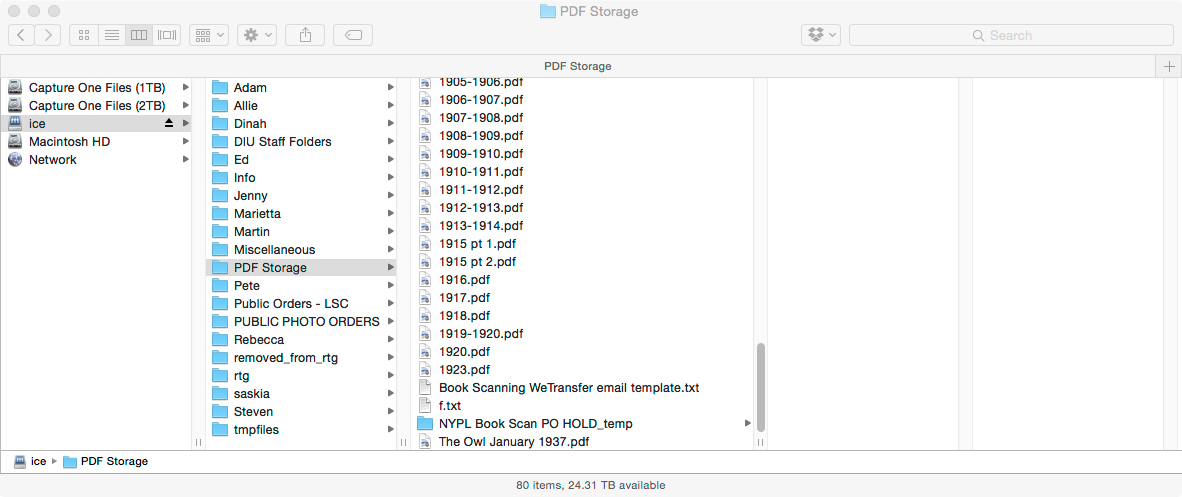 PDF Storage
Search
PDF Storage
Capture One Files (1TB)
Capture One Files (2TB)
ice
Macintosh HD
Network
Adam
Allie
Dinah
DIU Staff Folders
Ed
Info
Jenny
Marietta
Martin
Miscellaneous
PDF Storage
Pete
Public Orders - LSC
PUBLIC PHOTO ORDERS
Rebecca
removed_from_rtg
rtg
saskia
Steven
tmpfiles
1905-1906.pdf
1906-1907.pdf
1907-1908.pdf
1908-1909.pdf
1909-1910.pdf
1910-1911.pdf
1911-1912.pdf
1912-1913.pdf
1913-1914.pdf
1915 pt 1.pdf
1915 pt 2.pdf
1916.pdf
1917.pdf
1918.pdf
1919-1920.pdf
1920.pdf
1923.pdf
Book Scanning WeTransfer email template.txt
f.txt
NYPL Book Scan PO HOLD_temp
The Owl January 1937.pdf
ice
PDF Storage
80 items, 24.31 TB available